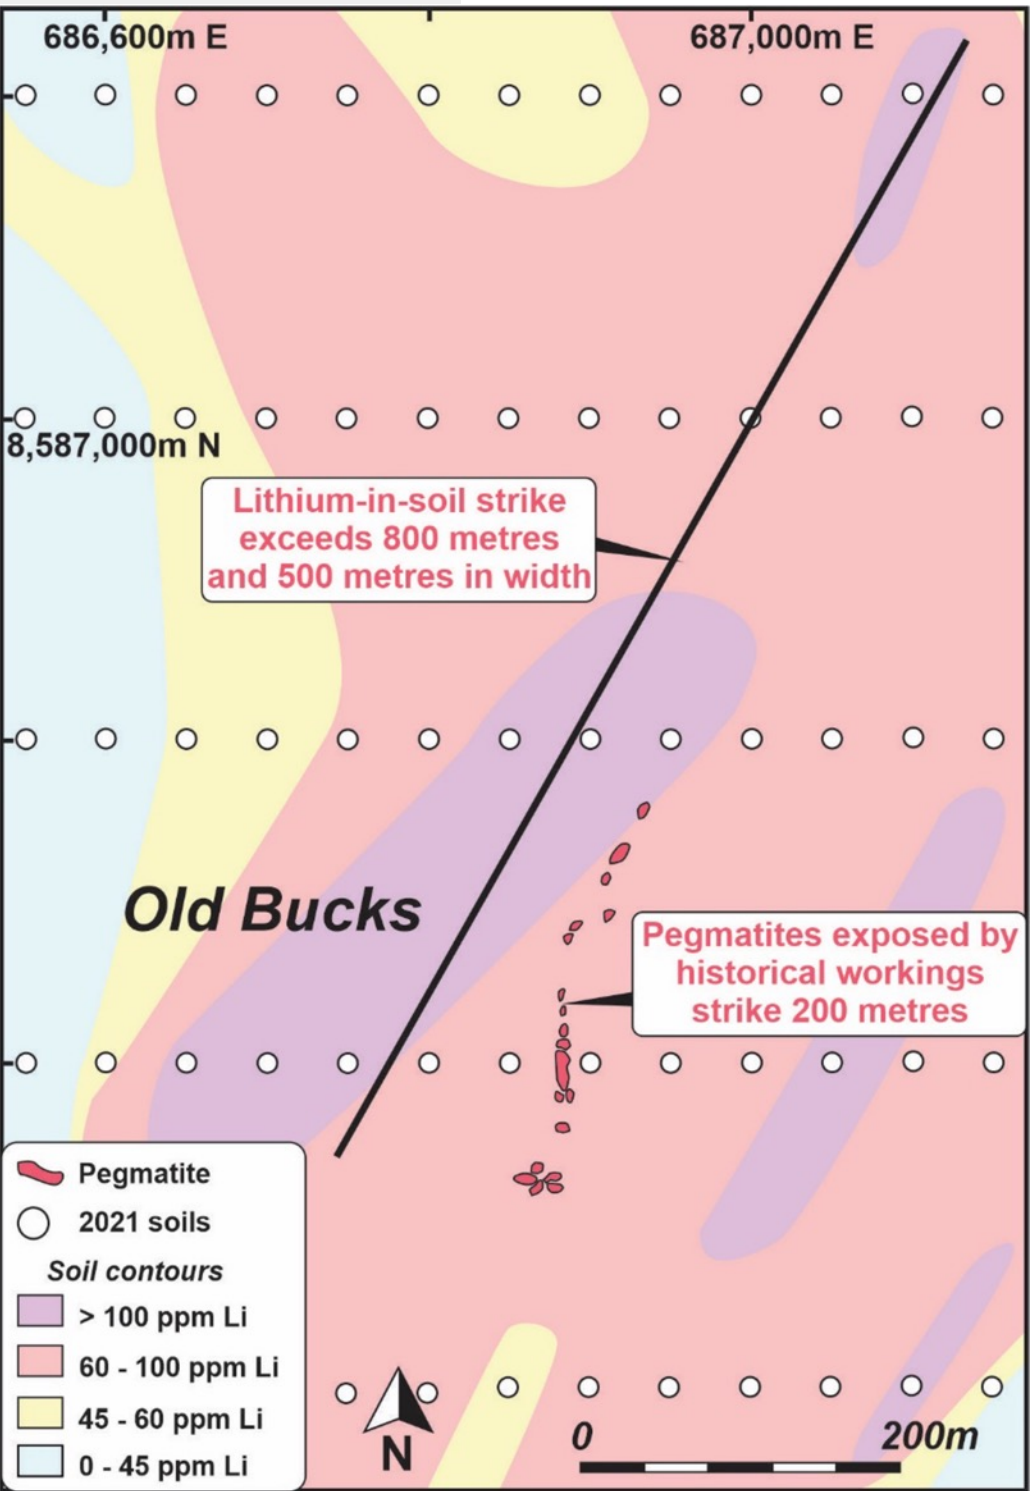 686,600m E
687,000m E
8,587,000m N
Lithium-in-soil strike
exceeds 800 metres
and 500 metres in width
Old Bucks
Pegmatites exposed by
historical workings
strike 200 metres
Pegmatite
2021 soils
Soil contours
> 100 ppm Li
60 - 100 ppm Li
45 - 60 ppm Li
0 - 45 ppm Li
N
0
200m